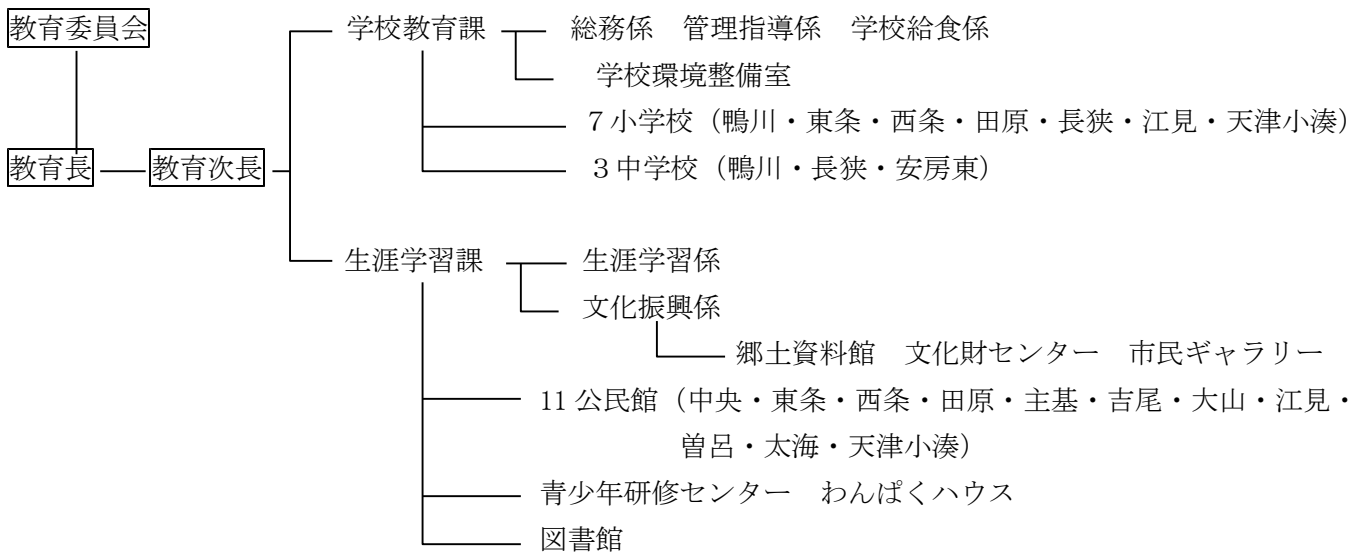 教育委員会 学校教育課 総務係 管理指導係 学校給食係
学校環境整備室
7小学校(鴨川・東条・西条・田原・長狭・江見・天津小湊)
教育長 教育次長 3中学校(鴨川・長狭・安房東)
生涯学習課 生涯学習係
文化振興係
郷土資料館 文化財センター 市民ギャラリー
11公民館(中央・東条・西条・田原・主基・吉尾・大山・江見・
曽呂・太海・天津小湊)
青少年研修センター わんぱくハウス
図書館